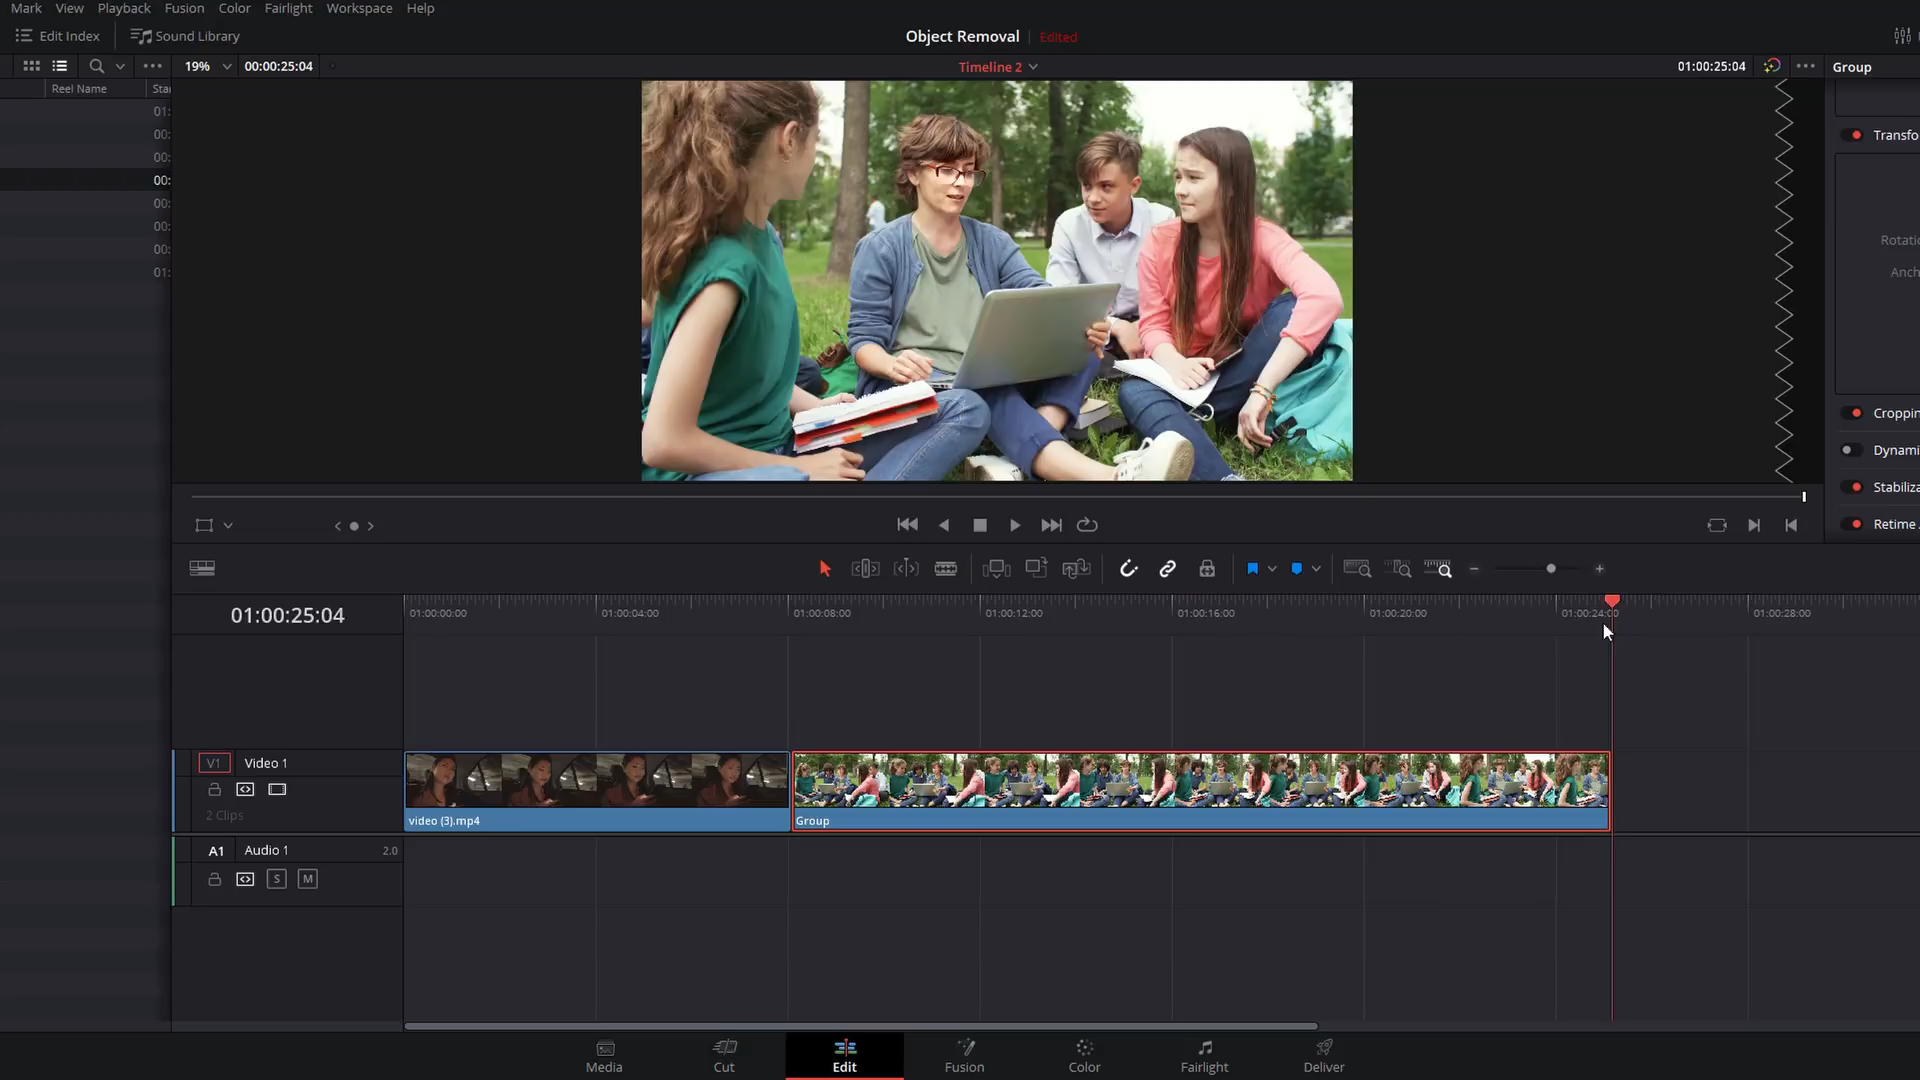 Mark View Playback Fusion Color Fairlight Workspace Help
Edit Index Sound Library Object Removal Edited
19% 00:00:25:04 Timeline 2 01:00:25:04 Group
Reel Name Star
01:
00:
00:
00:
00:
00:
00:
01:
Transfo
Rotatio
Anch
Croppin
Dynami
Stabiliza
Retime
01:00:25:04 01:00:00:00 01:00:04:00 01:00:08:00 01:00:12:00 01:00:16:00 01:00:20:00 01:00:24:00 01:00:28:00
V1 Video 1
2 Clips
video (3).mp4 Group
A1 Audio 1 2.0
S M
Media Cut Edit Fusion Color Fairlight Deliver